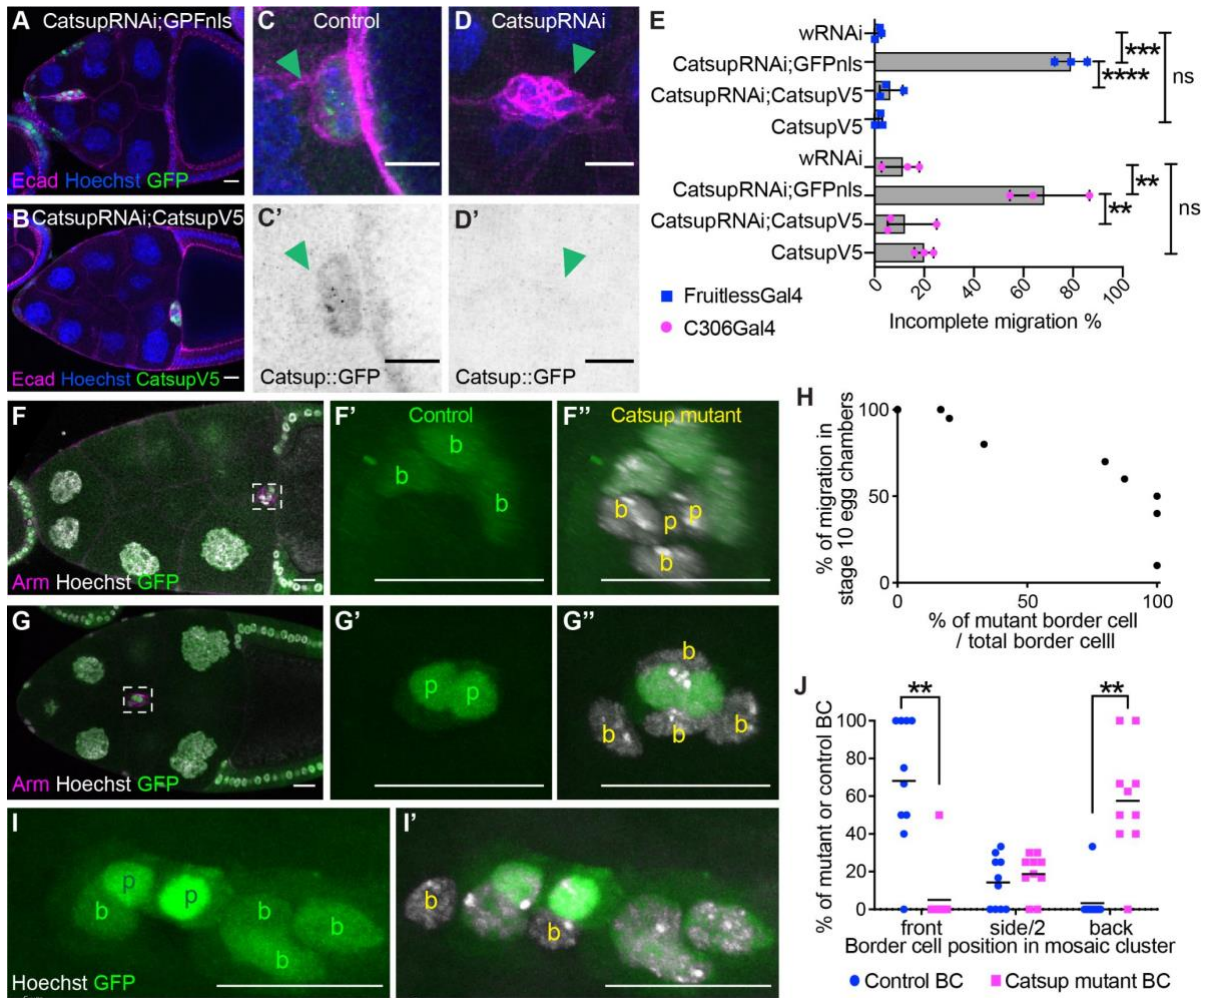 A CatsupRNAi;GPFnls
Ecad Hoechst GFP
B CatsupRNAi;CatsupV5
Ecad Hoechst CatsupV5
C Control
D CatsupRNAi
C’
Catsup::GFP
D’
Catsup::GFP
E
wRNAi
CatsupRNAi;GFPnls
CatsupRNAi;CatsupV5
CatsupV5
wRNAi
CatsupRNAi;GFPnls
CatsupRNAi;CatsupV5
CatsupV5
***
****
ns
**
**
ns
0 20 40 60 80 100
Incomplete migration %
FruitlessGal4
C306Gal4
F
Arm Hoechst GFP
F’ Control
b
b
b
F” Catsup mutant
b
p
p
b
G
Arm Hoechst GFP
G’
p p
G”
b
b
b
b
H
% of migration in
stage 10 egg chambers
100
50
0
0 50 100
% of mutant border cell
/ total border celll
I
p
p
b
b
b
b
Hoechst GFP
I’
b
b
J
% of mutant or control BC
100
80
60
40
20
0
**
**
front side/2 back
Border cell position in mosaic cluster
Control BC Catsup mutant BC